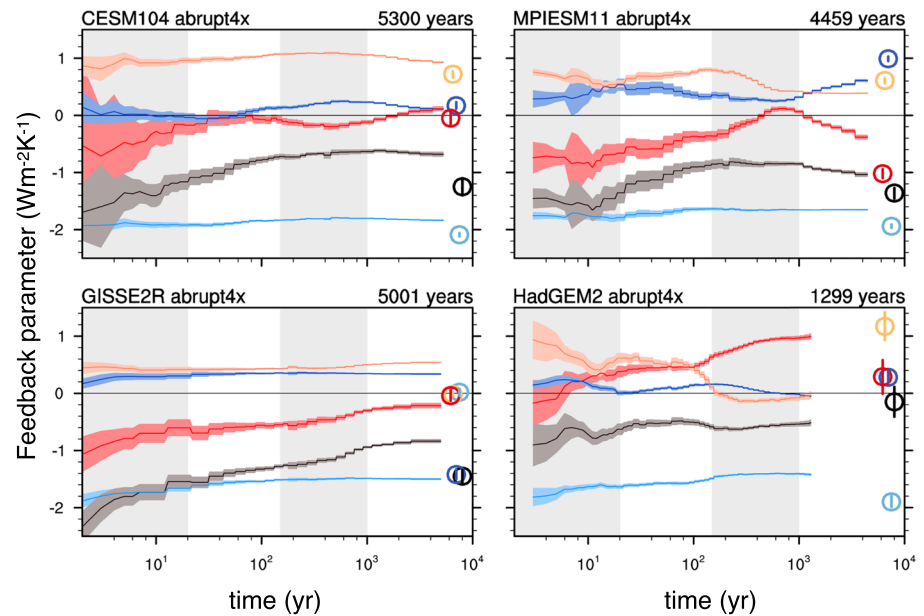 CESM104 abrupt4x 5300 years
MPIESM11 abrupt4x 4459 years
1
0
-1
-2
GISSE2R abrupt4x 5001 years
HadGEM2 abrupt4x 1299 years
1
0
-1
-2
10¹ 10² 10³ 10⁴
10¹ 10² 10³ 10⁴
time (yr)
time (yr)
Feedback parameter (Wm⁻²K⁻¹)